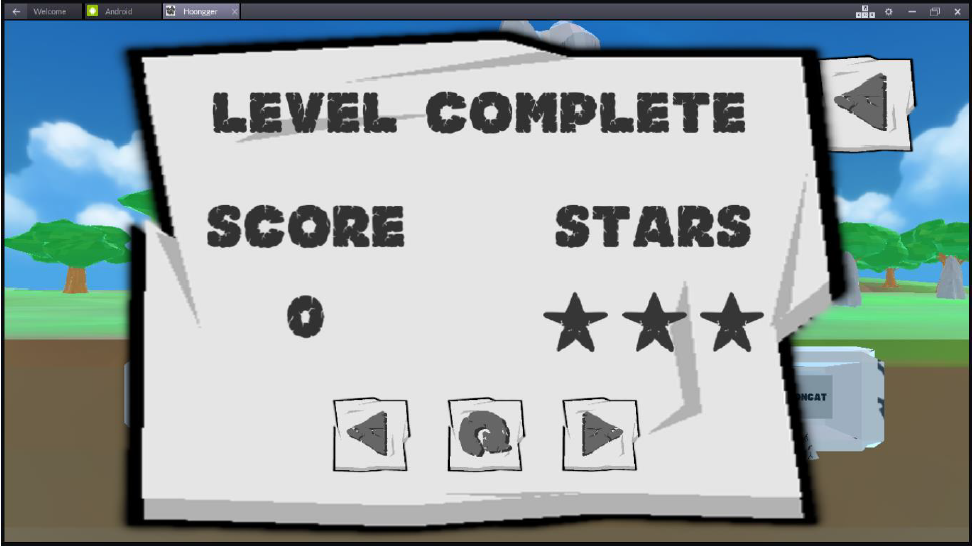 Welcome
Android
Hoongger
LEVEL COMPLETE
SCORE
STARS
0